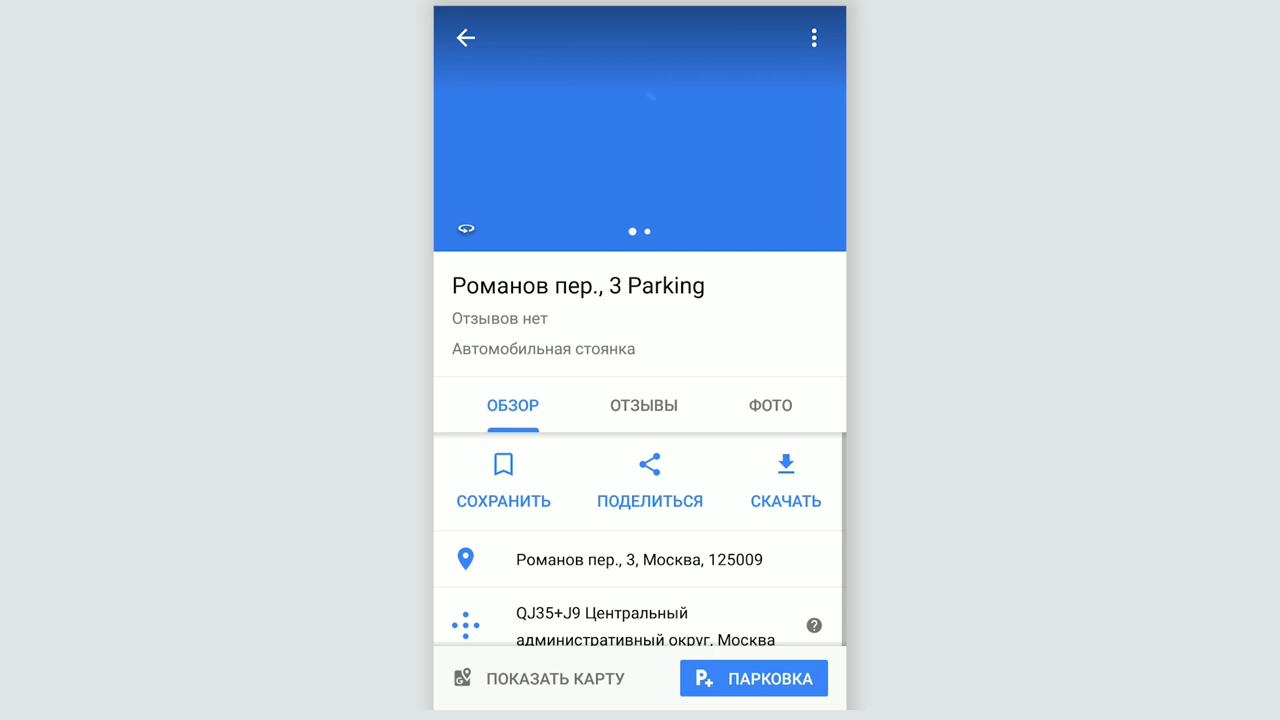 Романов пер., 3 Parking
Отзывов нет
Автомобильная стоянка
ОБЗОР ОТЗЫВЫ ФОТО
СОХРАНИТЬ ПОДЕЛИТЬСЯ СКАЧАТЬ
Романов пер., 3, Москва, 125009
QJ35+J9 Центральный
административный округ, Москва
ПОКАЗАТЬ КАРТУ P+ ПАРКОВКА